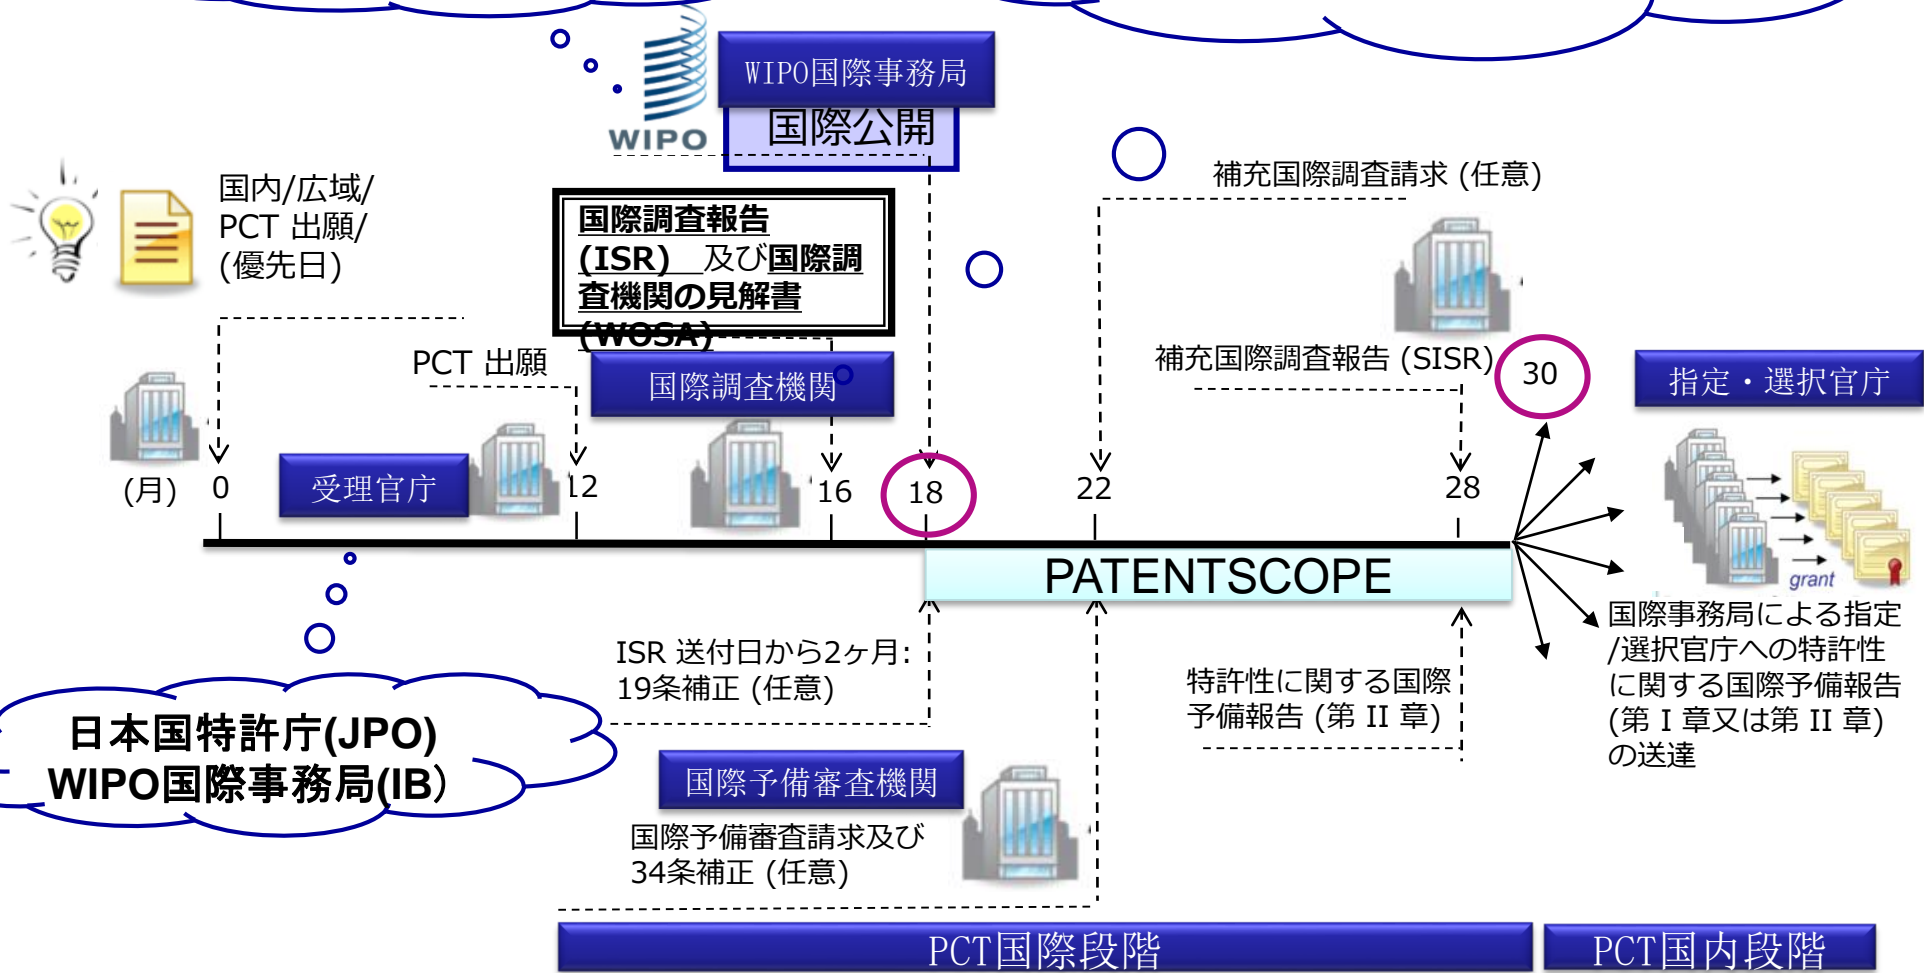 WIPO国際事務局
WIPO
国際公開
国内/広域/
PCT 出願/
(優先日)
国際調査報告
(ISR) 及び国際調
査機関の見解書
(WOSA)
補充国際調査請求 (任意)
PCT 出願
国際調査機関
補充国際調査報告 (SISR)
30
指定・選択官庁
(月)
0
受理官庁
12
16
18
22
28
PATENTSCOPE
grant
ISR 送付日から2ヶ月:
19条補正 (任意)
特許性に関する国際
予備報告 (第 II 章)
国際事務局による指定
/選択官庁への特許性
に関する国際予備報告
(第 I 章又は第 II 章)
の送達
日本国特許庁(JPO)
WIPO国際事務局(IB)
国際予備審査機関
国際予備審査請求及び
34条補正 (任意)
PCT国際段階
PCT国内段階